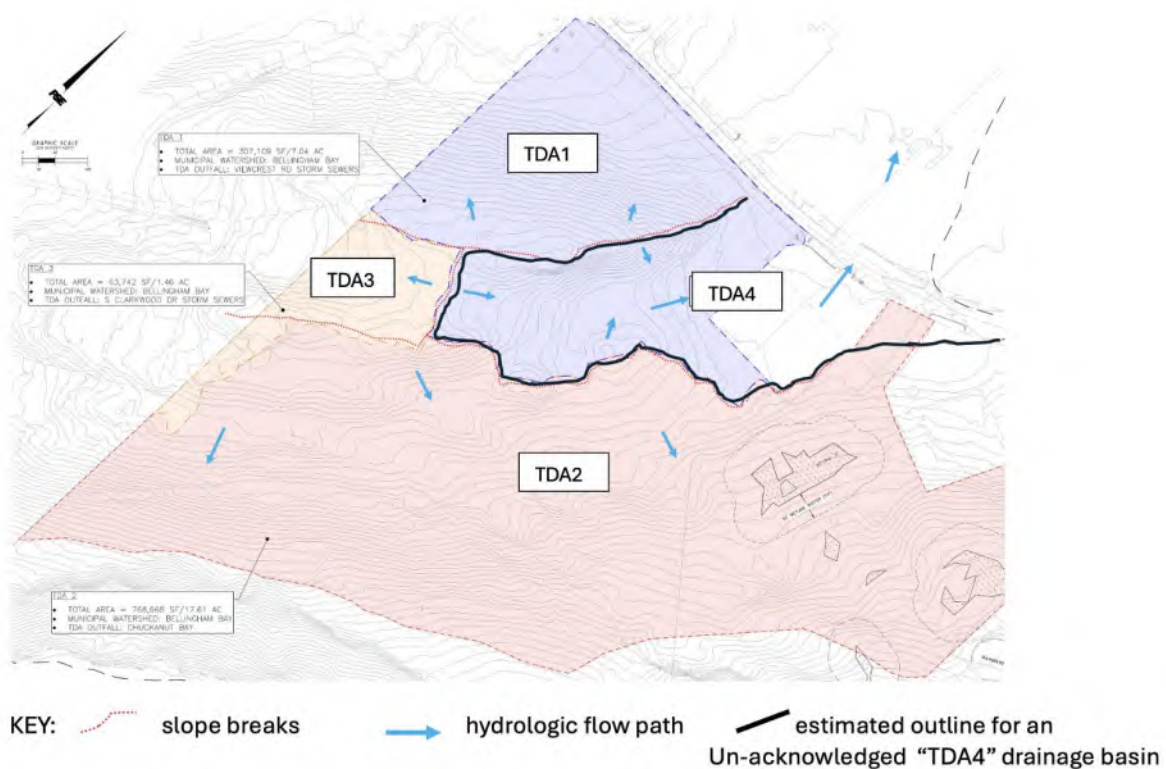 PSE
GRAPHIC SCALE
TDA 1
TOTAL AREA = 307,109 SF/7.04 AC
MUNICIPAL WATERSHED: BELLINGHAM BAY
TDA OUTFALL: VIEWCREST RD STORM SEWERS
TDA1
TDA 3
TOTAL AREA = 63,742 SF/1.46 AC
MUNICIPAL WATERSHED: BELLINGHAM BAY
TDA OUTFALL: S CLARKWOOD DR STORM SEWERS
TDA3
TDA4
TDA2
TDA 2
TOTAL AREA = 768,668 SF/17.61 AC
MUNICIPAL WATERSHED: BELLINGHAM BAY
TDA OUTFALL: CHUCKANUT BAY
KEY: slope breaks hydrologic flow path estimated outline for an
Un-acknowledged “TDA4” drainage basin